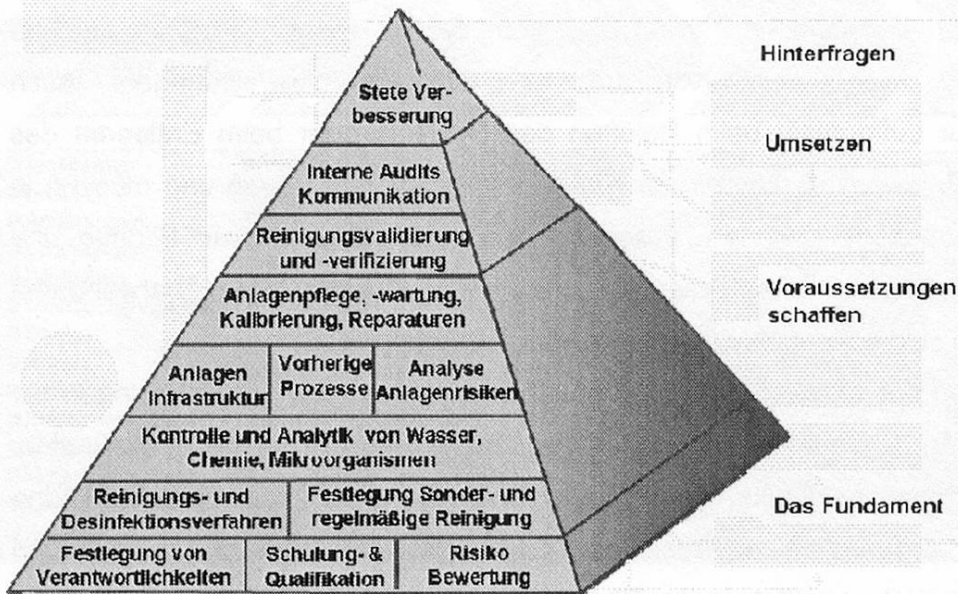 Hinterfragen
Stete Ver-
besserung
Umsetzen
Interne Audits
Kommunikation
Reinigungsvalidierung
und -verifizierung
Voraussetzungen
schaffen
Anlagenpflege, -wartung,
Kalibrierung, Reparaturen
Anlagen
Infrastruktur
Vorherige
Prozesse
Analyse
Anlagenrisiken
Kontrolle und Analytik von Wasser,
Chemie, Mikroorganismen
Reinigungs- und
Desinfektionsverfahren
Festlegung Sonder- und
regelmäßige Reinigung
Das Fundament
Festlegung von
Verantwortlichkeiten
Schulung- &
Qualifikation
Risiko
Bewertung